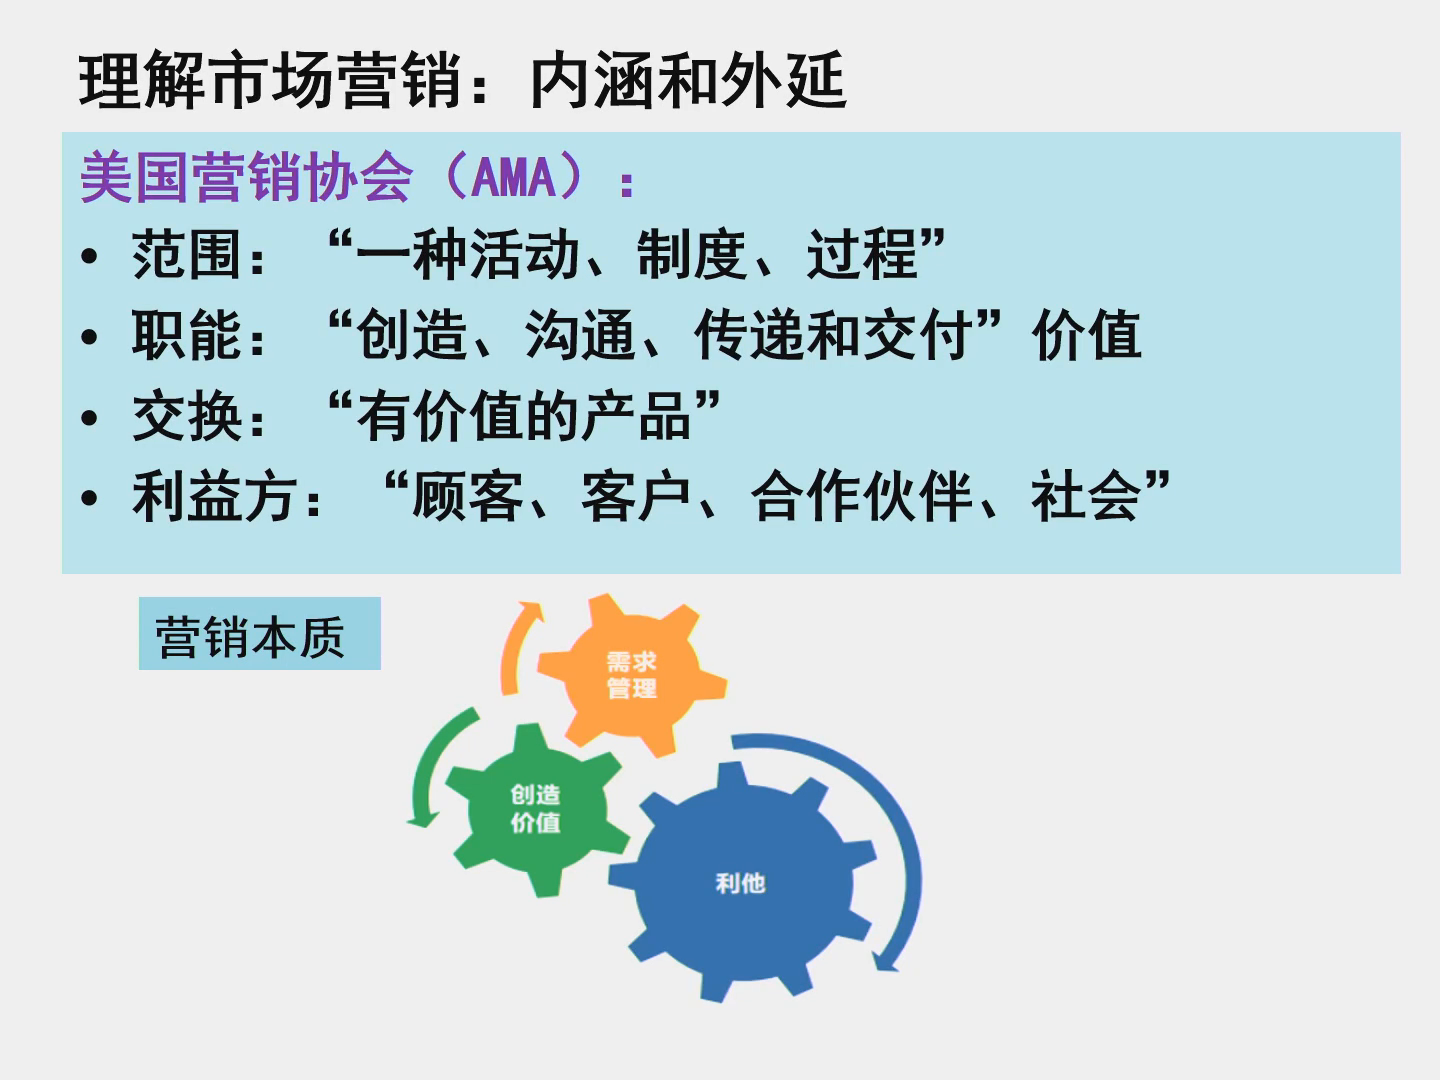 理解市场营销：内涵和外延
美国营销协会（AMA）：
• 范围：“一种活动、制度、过程”
• 职能：“创造、沟通、传递和交付”价值
• 交换：“有价值的产品”
• 利益方：“顾客、客户、合作伙伴、社会”
营销本质
需求
管理
创造
价值
利他